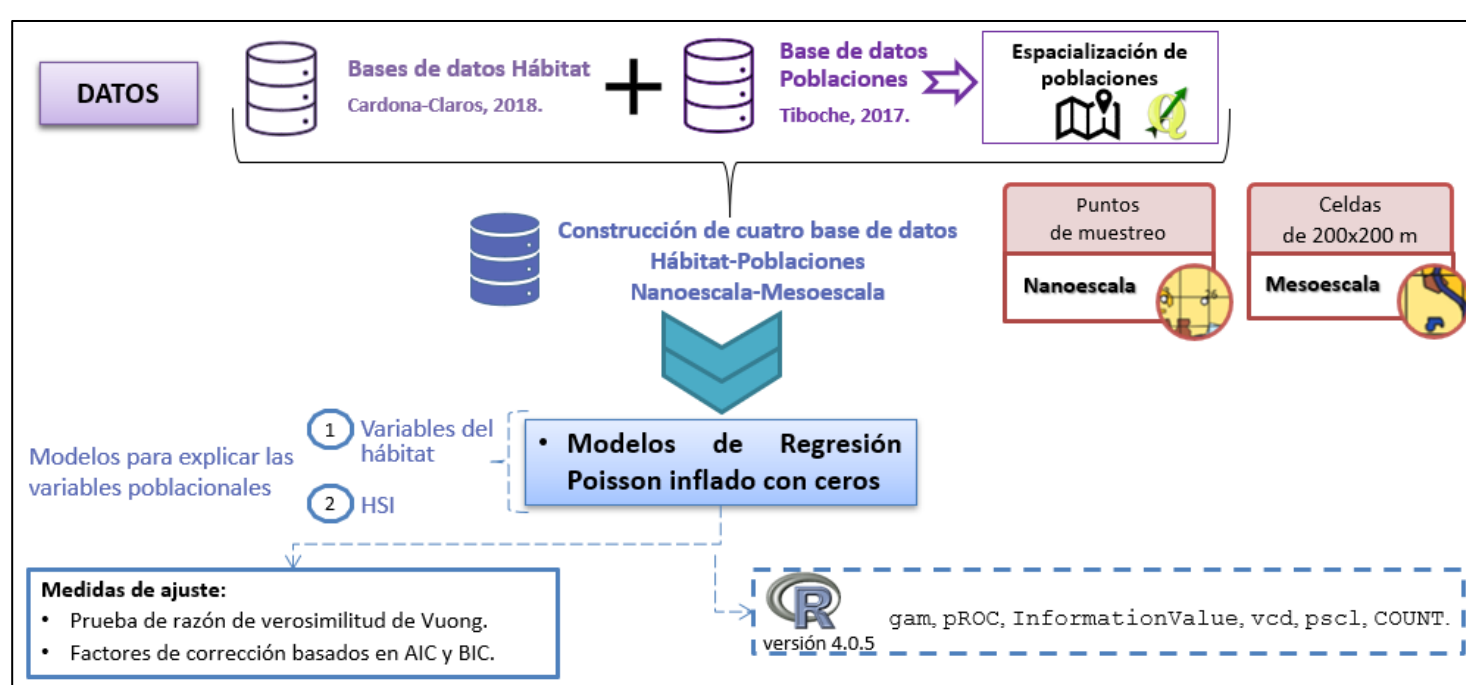 DATOS
Bases de datos Hábitat
Cardona-Claros, 2018.
Base de datos
Poblaciones
Tiboche, 2017.
Espacialización de
poblaciones
Construcción de cuatro base de datos
Hábitat-Poblaciones
Nanoescala-Mesoescala
Puntos
de muestreo
Nanoescala
26
Celdas
de 200x200 m
Mesoescala
Modelos para explicar las
variables poblacionales
1 Variables del
hábitat
2 HSI
• Modelos de Regresión
Poisson inflado con ceros
Medidas de ajuste:
• Prueba de razón de verosimilitud de Vuong.
• Factores de corrección basados en AIC y BIC.
R
versión 4.0.5
gam, pROC, InformationValue, vcd, pscl, COUNT.